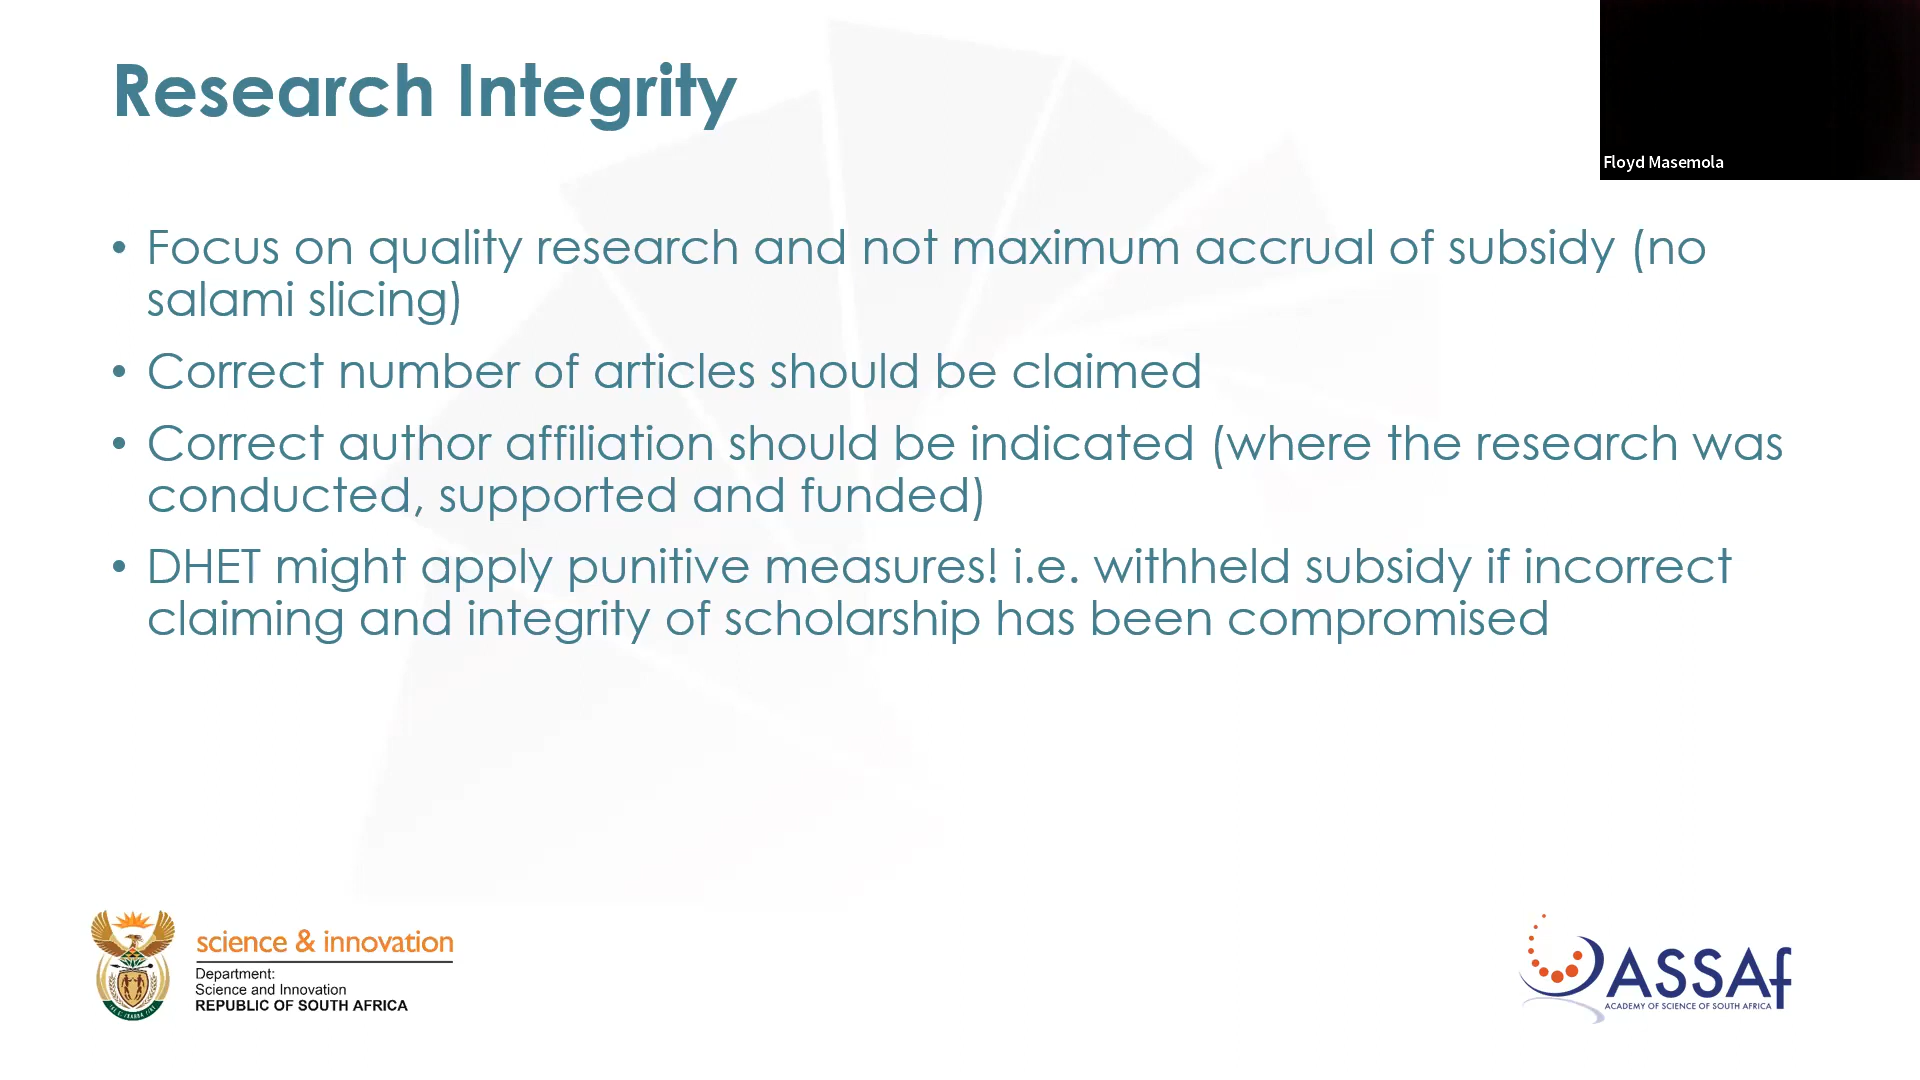 Research Integrity
Floyd Masemola
• Focus on quality research and not maximum accrual of subsidy (no
salami slicing)
• Correct number of articles should be claimed
• Correct author affiliation should be indicated (where the research was
conducted, supported and funded)
• DHET might apply punitive measures! i.e. withheld subsidy if incorrect
claiming and integrity of scholarship has been compromised
science & innovation
Department:
Science and Innovation
REPUBLIC OF SOUTH AFRICA
ASSAf
ACADEMY OF SCIENCE OF SOUTH AFRICA